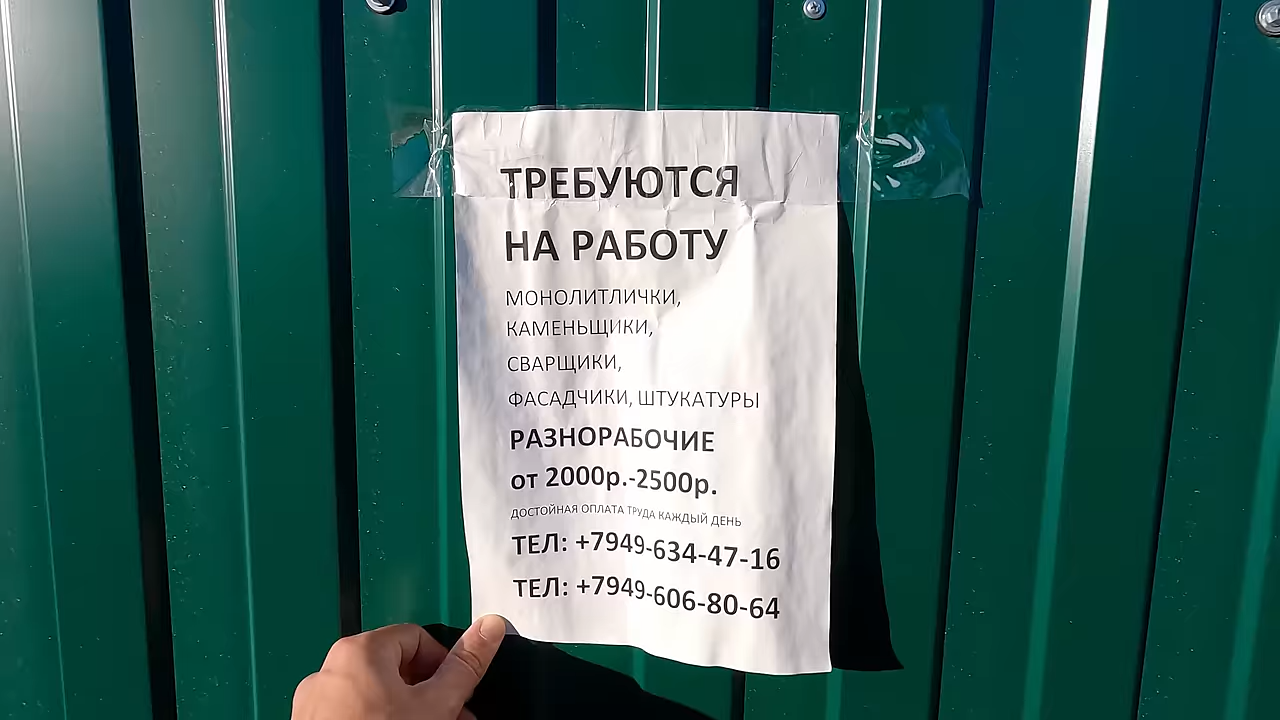 ТРЕБУЮТСЯ
НА РАБОТУ
МОНОЛИТЛИЧКИ,
КАМЕНЬЩИКИ,
СВАРЩИКИ,
ФАСАДЧИКИ, ШТУКАТУРЫ
РАЗНОРАБОЧИЕ
от 2000р.-2500р.
ДОСТОЙНАЯ ОПЛАТА ТРУДА КАЖДЫЙ ДЕНЬ
ТЕЛ: +7949-634-47-16
ТЕЛ: +7949-606-80-64